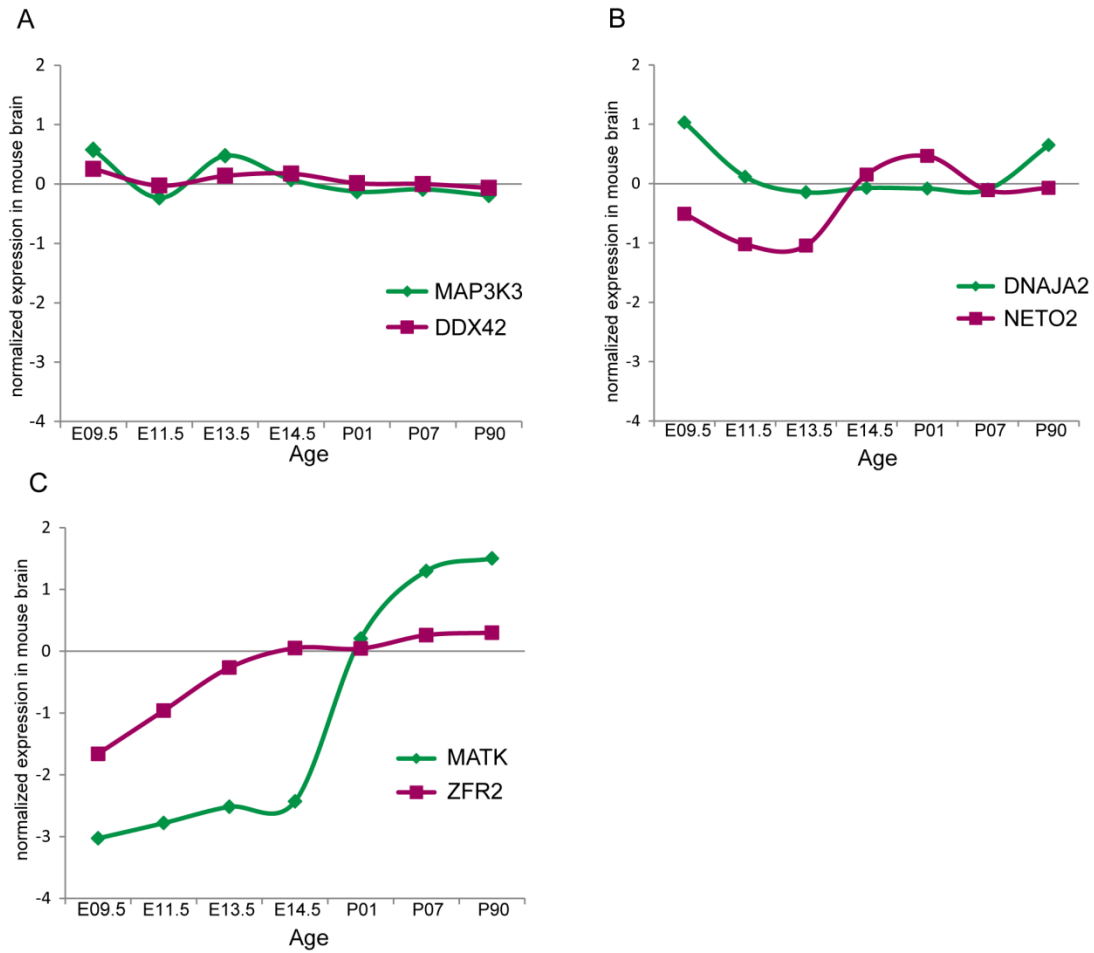 A
normalized expression in mouse brain
2
1
0
-1
-2
-3
-4
MAP3K3
DDX42
E09.5 E11.5 E13.5 E14.5 P01 P07 P90
Age
B
normalized expression in mouse brain
2
1
0
-1
-2
-3
-4
DNAJA2
NETO2
E09.5 E11.5 E13.5 E14.5 P01 P07 P90
Age
C
normalized expression in mouse brain
2
1
0
-1
-2
-3
-4
MATK
ZFR2
E09.5 E11.5 E13.5 E14.5 P01 P07 P90
Age